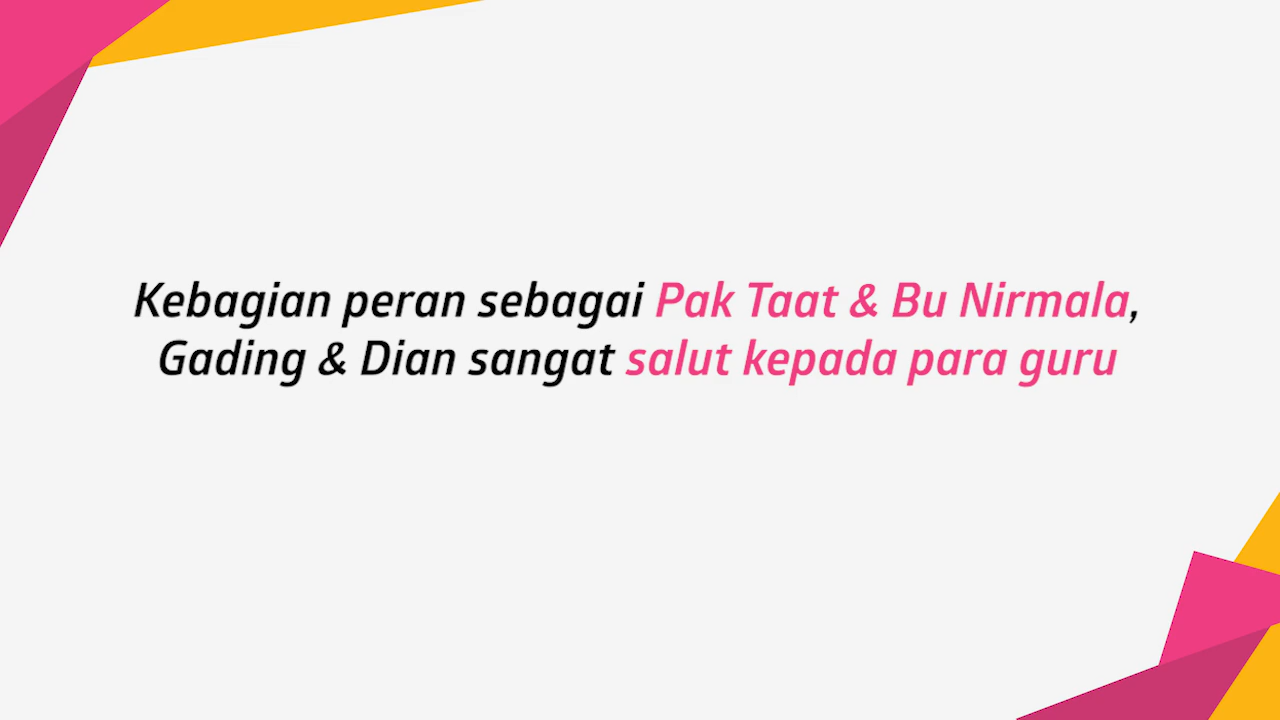 Kebagian peran sebagai Pak Taat & Bu Nirmala,
Gading & Dian sangat salut kepada para guru